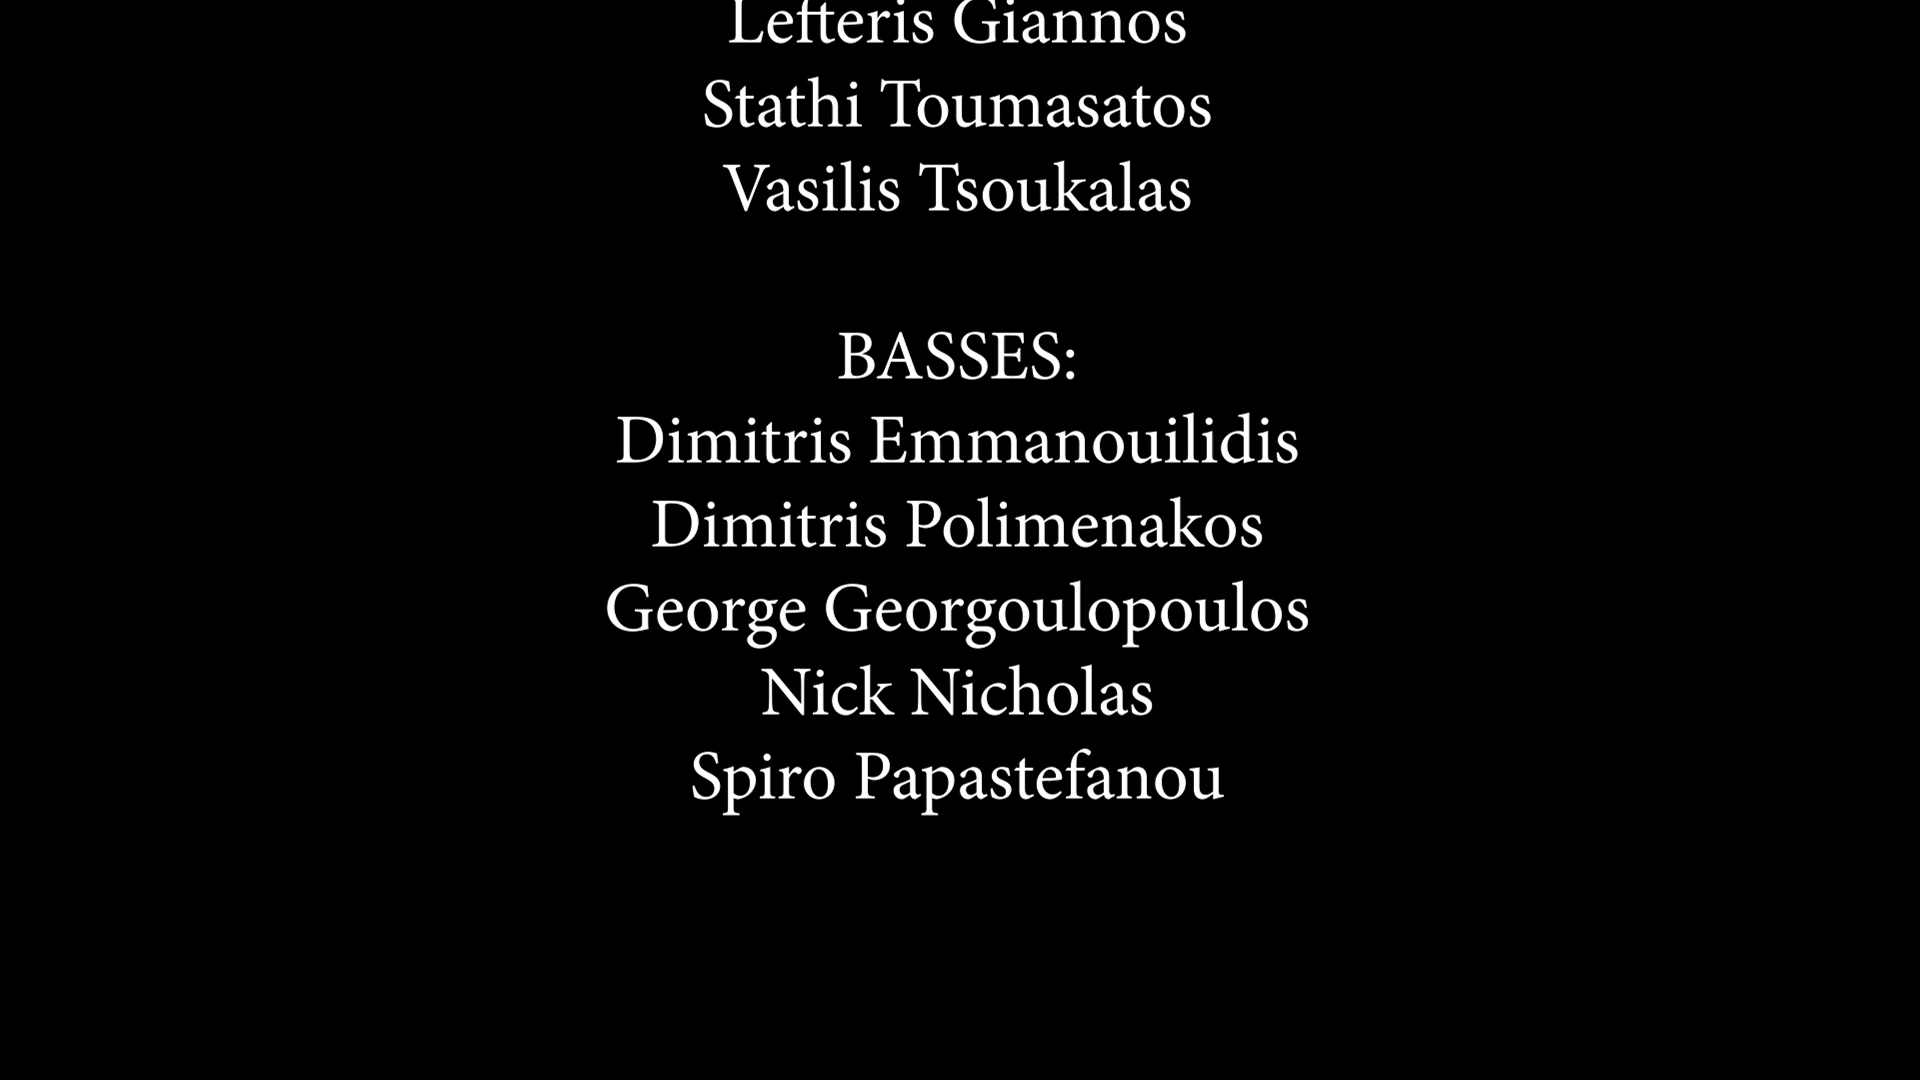 Lefteris Giannos
Stathi Toumasatos
Vasilis Tsoukalas
BASSES:
Dimitris Emmanouilidis
Dimitris Polimenakos
George Georgoulopoulos
Nick Nicholas
Spiro Papastefanou